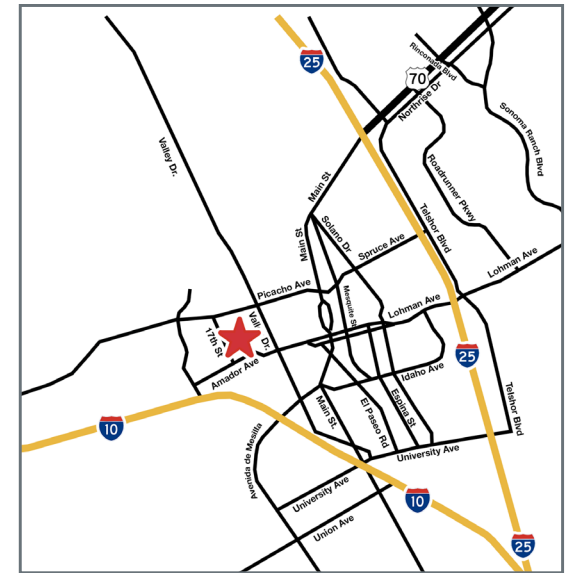 Rinconada Blvd
25
70
Northrise Dr
Sonoma Ranch Blvd
Valley Dr.
Roadrunner Pkwy
Main St
Telshor Blvd
Solano Dr
Main St
Spruce Ave
Lohman Ave
Picacho Ave
Mesquite St
Lohman Ave
Valley Dr.
17th St
25
Amador Ave
Idaho Ave
Telshor Blvd
Main St.
El Paseo Rd
Espina St
10
Avenida de Mesilla
University Ave
University Ave
10
Union Ave
25